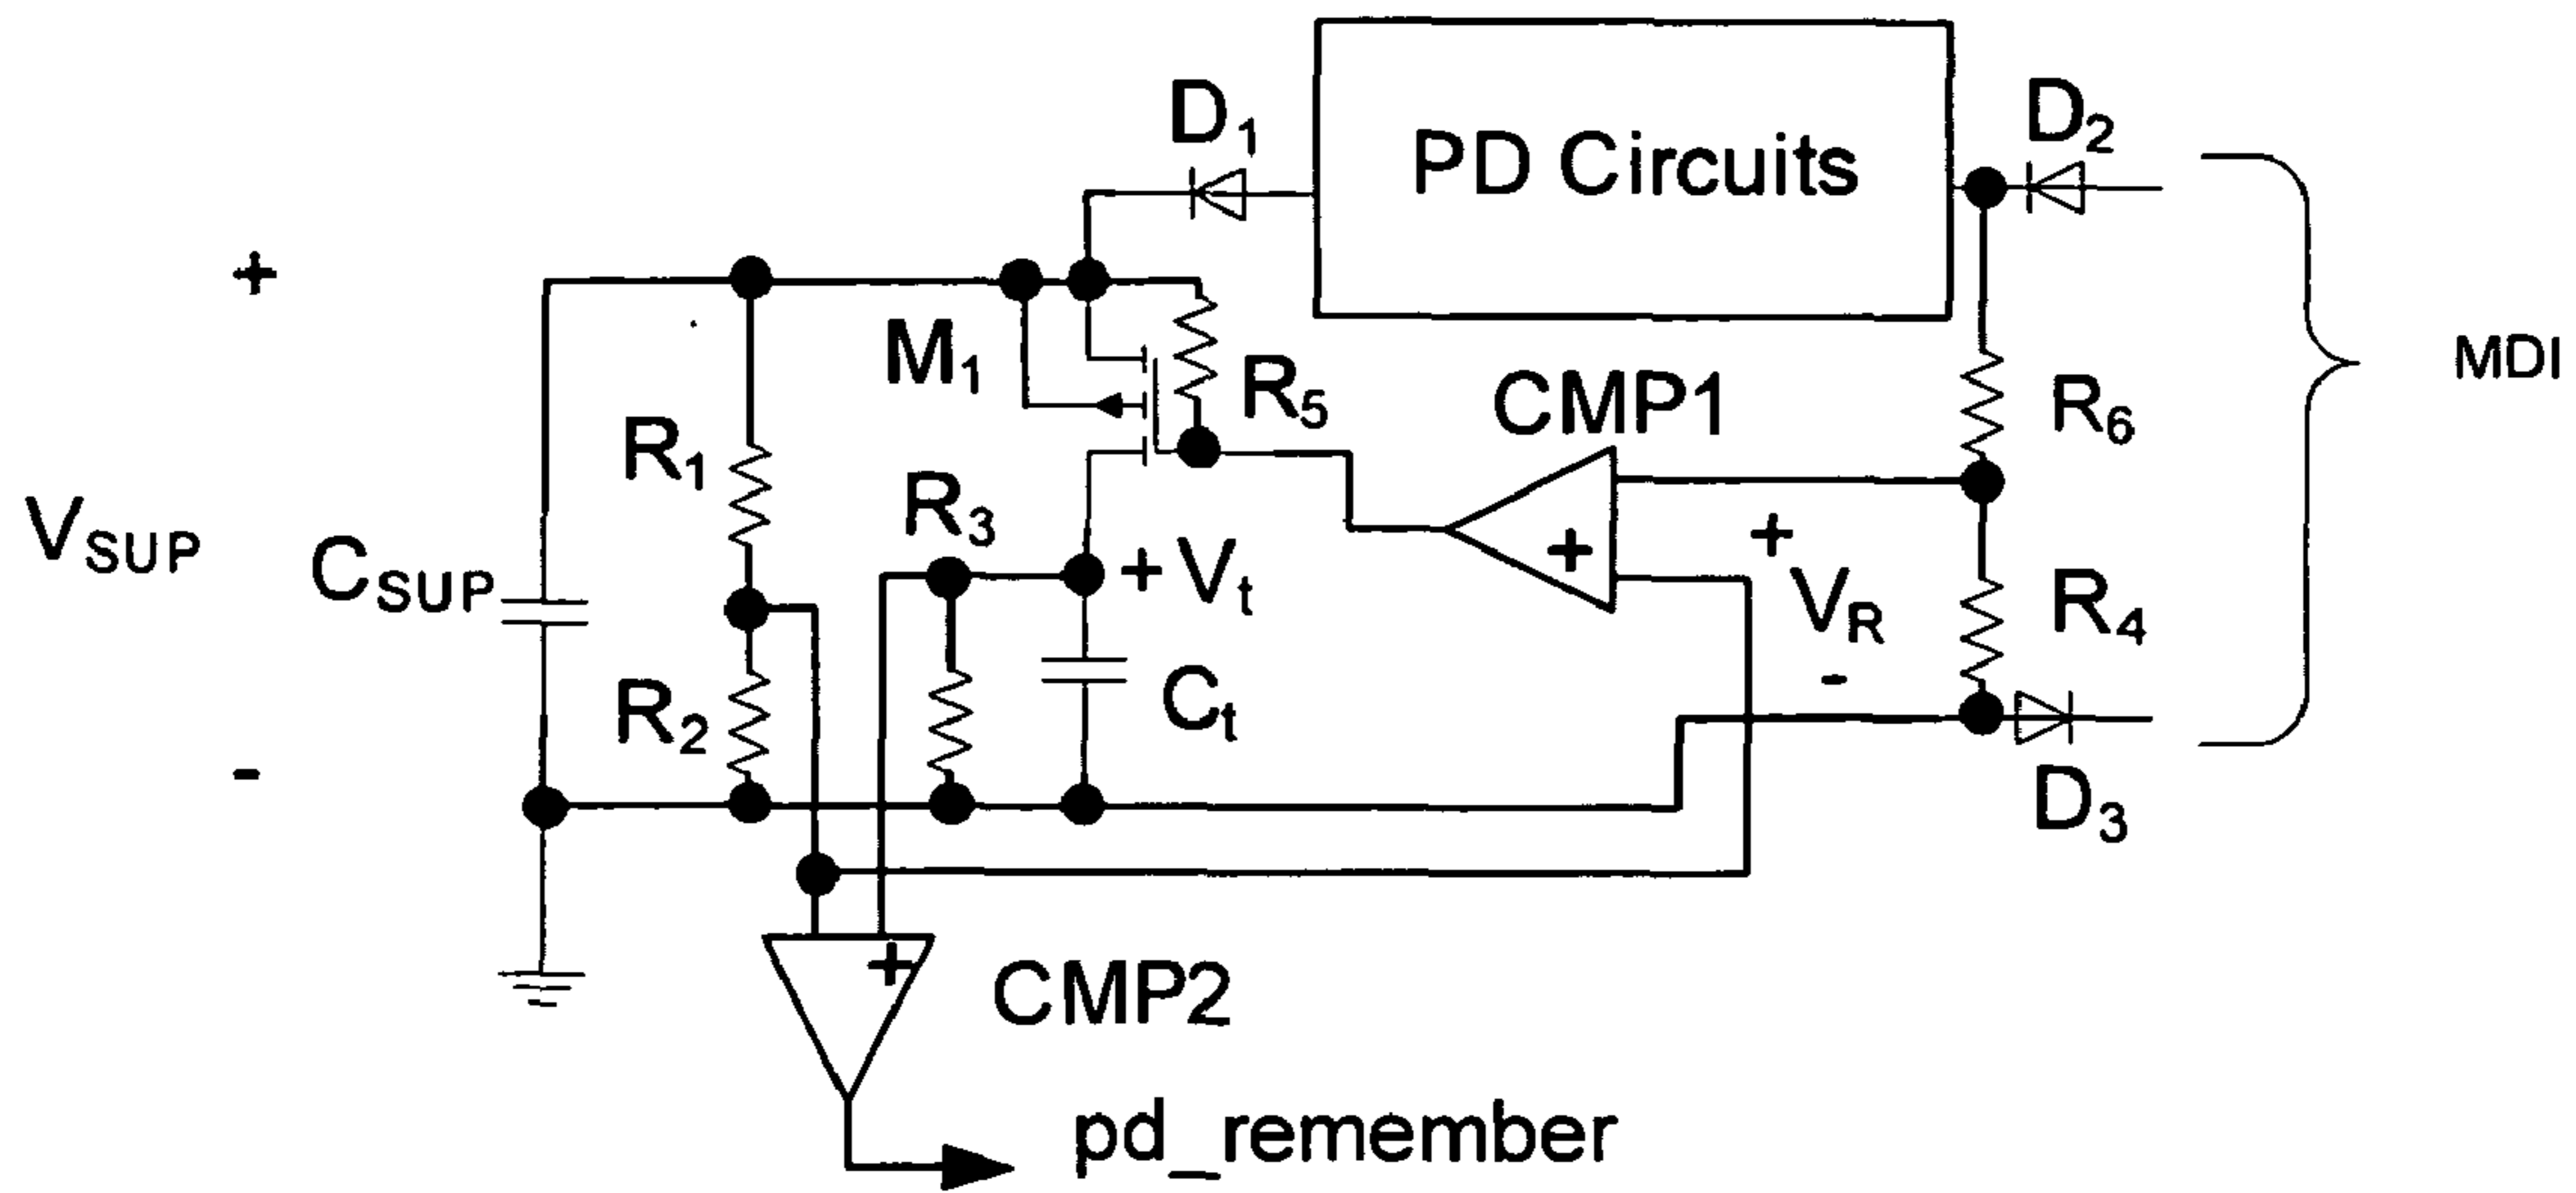 D1
PD Circuits
D2
+
M1
R5
CMP1
R6
MDI
R1
R3
VSUP
CSUP
+ Vt
+
+
VR
-
R4
R2
Ct
-
D3
+
CMP2
pd_remember